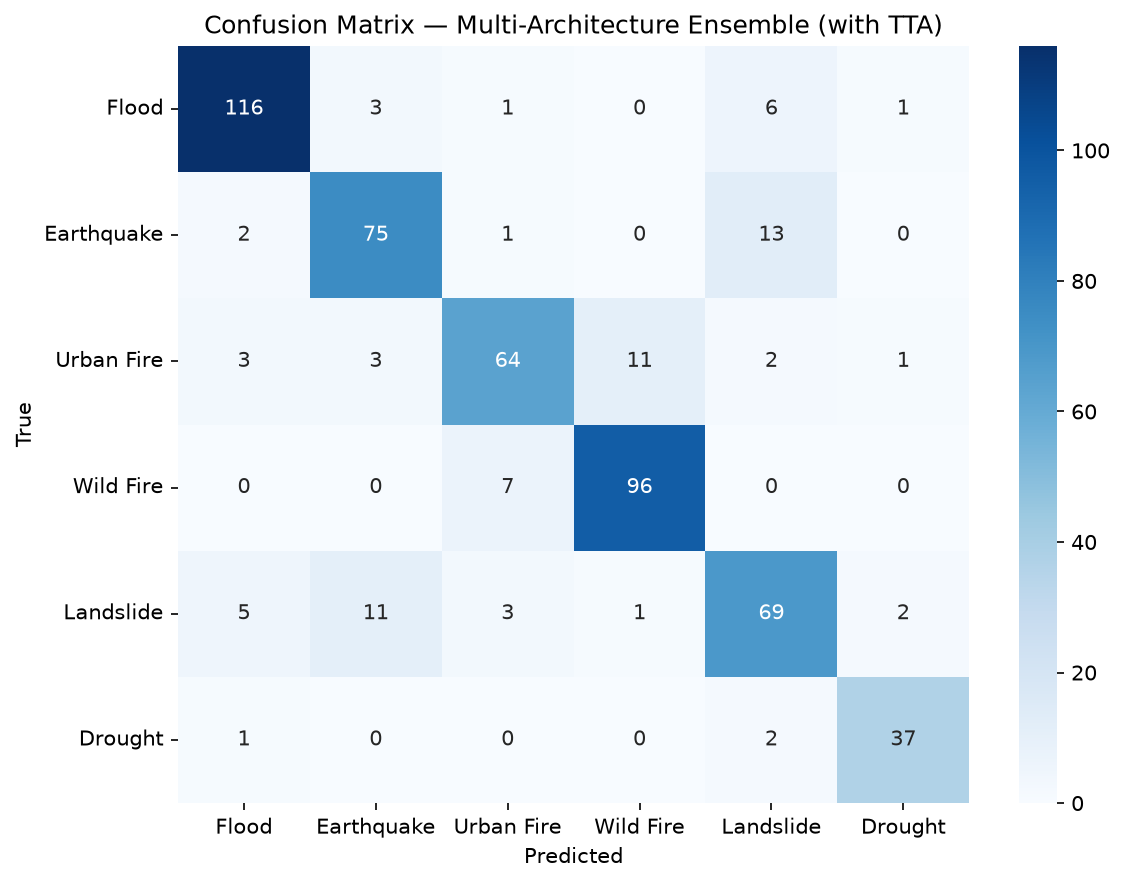 Confusion Matrix — Multi-Architecture Ensemble (with TTA)
Flood 116 3 1 0 6 1
Earthquake 2 75 1 0 13 0
Urban Fire 3 3 64 11 2 1
Wild Fire 0 0 7 96 0 0
Landslide 5 11 3 1 69 2
Drought 1 0 0 0 2 37
Flood Earthquake Urban Fire Wild Fire Landslide Drought
Predicted
True
100
80
60
40
20
0